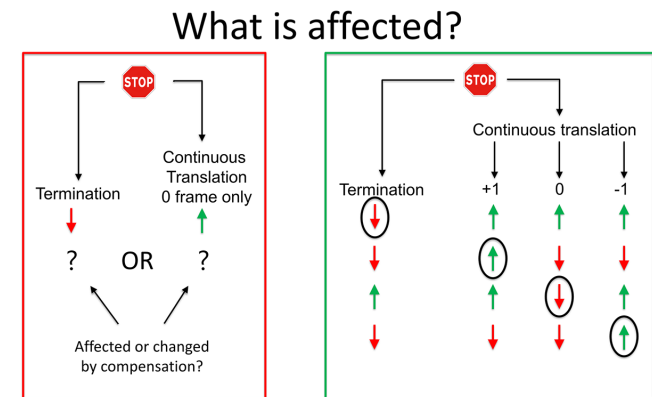 What is affected?
STOP
Termination
Continuous
Translation
0 frame only
? OR ?
Affected or changed
by compensation?
STOP
Continuous translation
Termination +1 0 -1